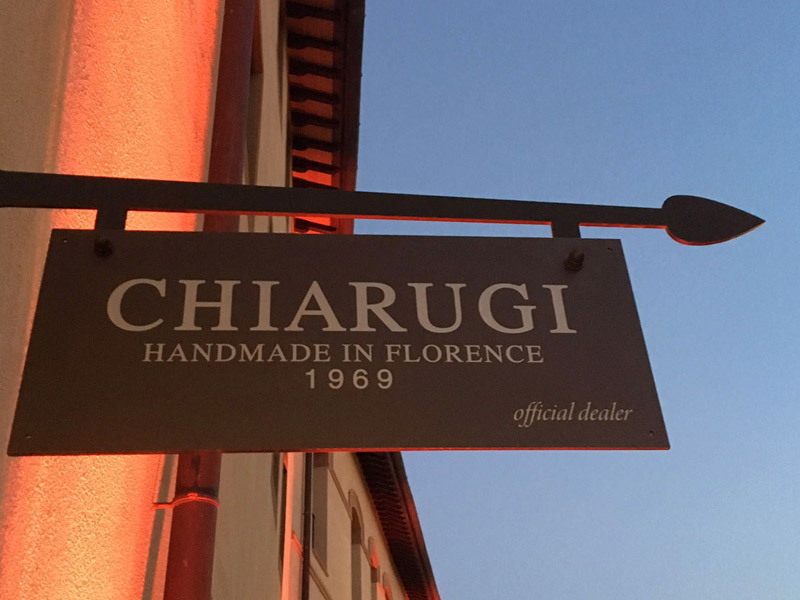 CHIARUGI
HANDMADE IN FLORENCE
1969
official dealer